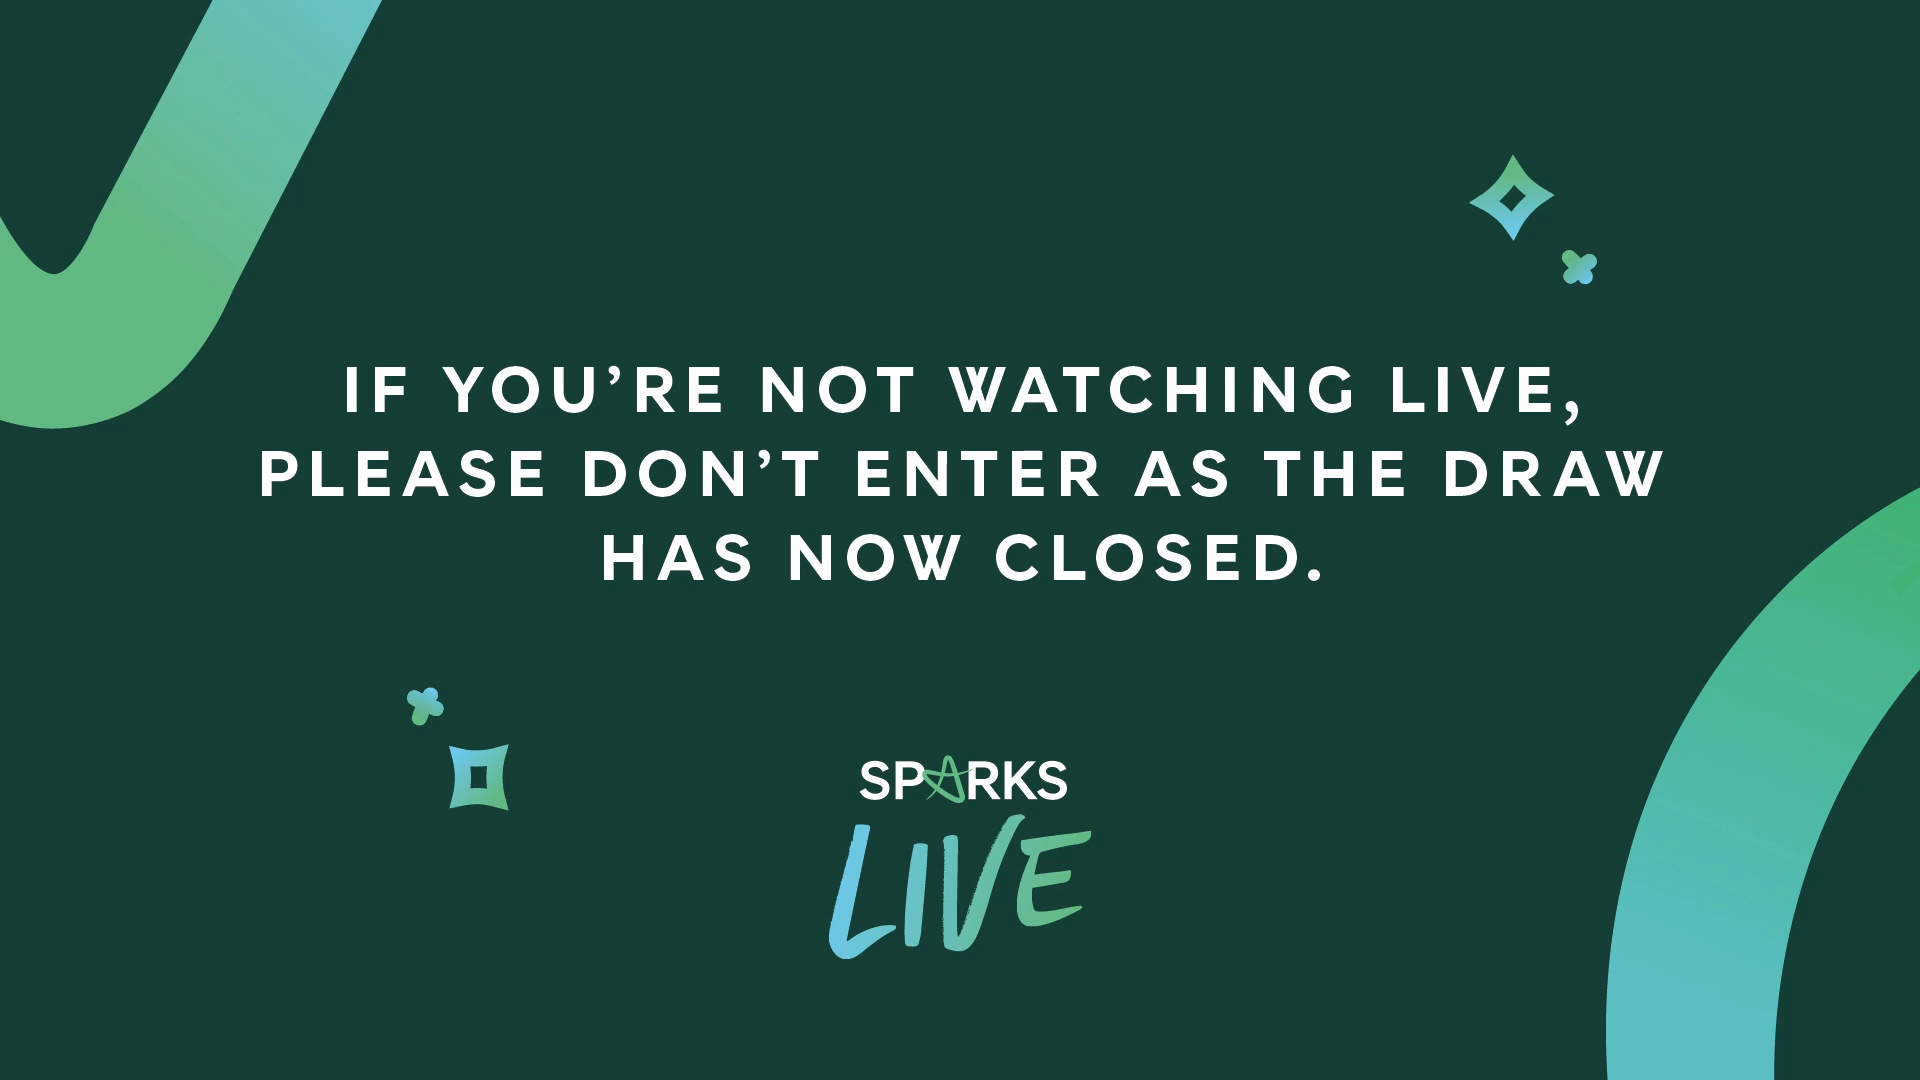 IF YOU’RE NOT WATCHING LIVE,
PLEASE DON’T ENTER AS THE DRAW
HAS NOW CLOSED.
SPARKS
LIVE